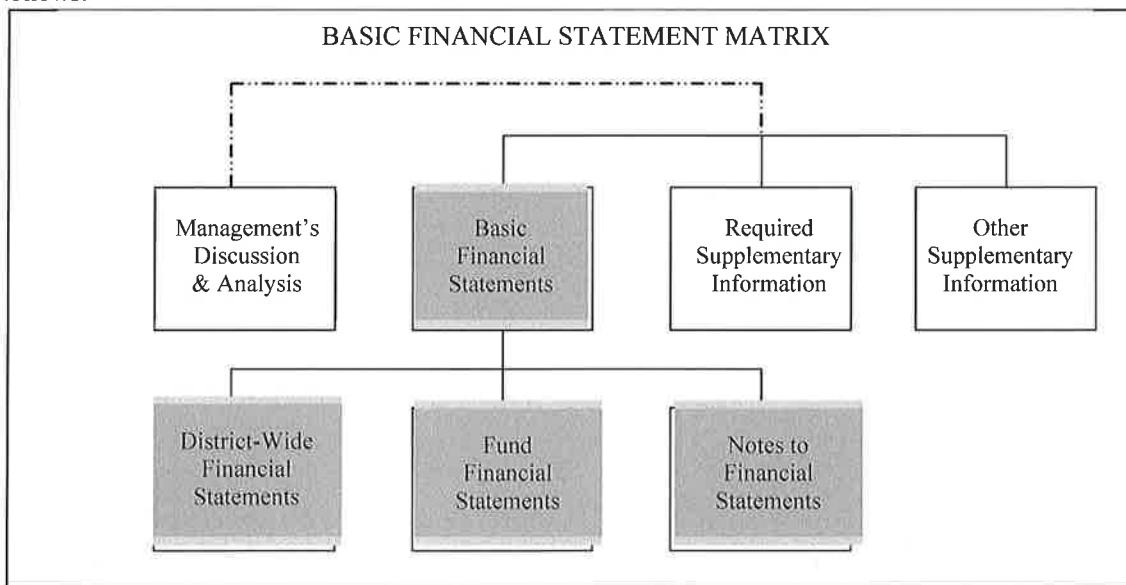 BASIC FINANCIAL STATEMENT MATRIX
Management's
Discussion
& Analysis
Basic
Financial
Statements
Required
Supplementary
Information
Other
Supplementary
Information
District-Wide
Financial
Statements
Fund
Financial
Statements
Notes to
Financial
Statements